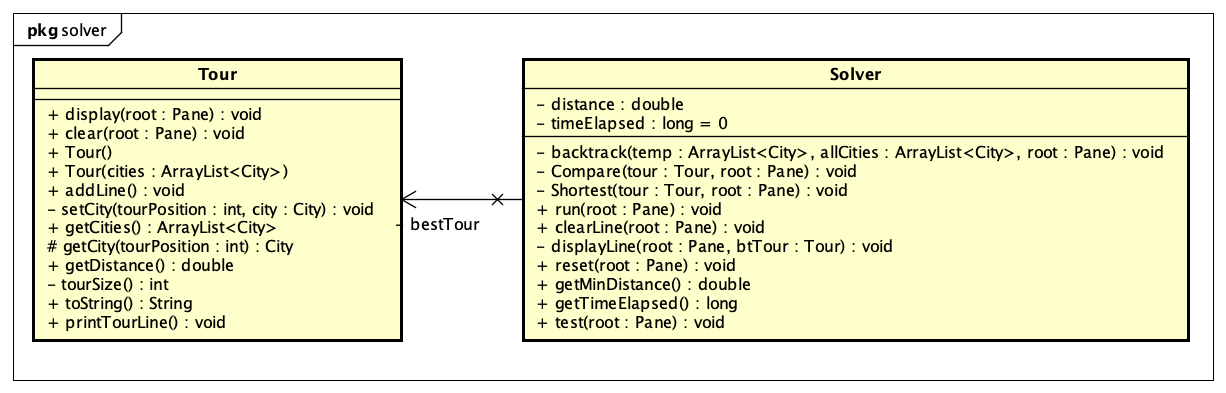 pkg solver
Tour
+ display(root : Pane) : void
+ clear(root : Pane) : void
+ Tour()
+ Tour(cities : ArrayList<City>)
+ addLine() : void
- setCity(tourPosition : int, city : City) : void
+ getCities() : ArrayList<City>
# getCity(tourPosition : int) : City
+ getDistance() : double
- tourSize() : int
+ toString() : String
+ printTourLine() : void
- bestTour
Solver
- distance : double
- timeElapsed : long = 0
- backtrack(temp : ArrayList<City>, allCities : ArrayList<City>, root : Pane) : void
- Compare(tour : Tour, root : Pane) : void
- Shortest(tour : Tour, root : Pane) : void
+ run(root : Pane) : void
+ clearLine(root : Pane) : void
- displayLine(root : Pane, btTour : Tour) : void
+ reset(root : Pane) : void
+ getMinDistance() : double
+ getTimeElapsed() : long
+ test(root : Pane) : void